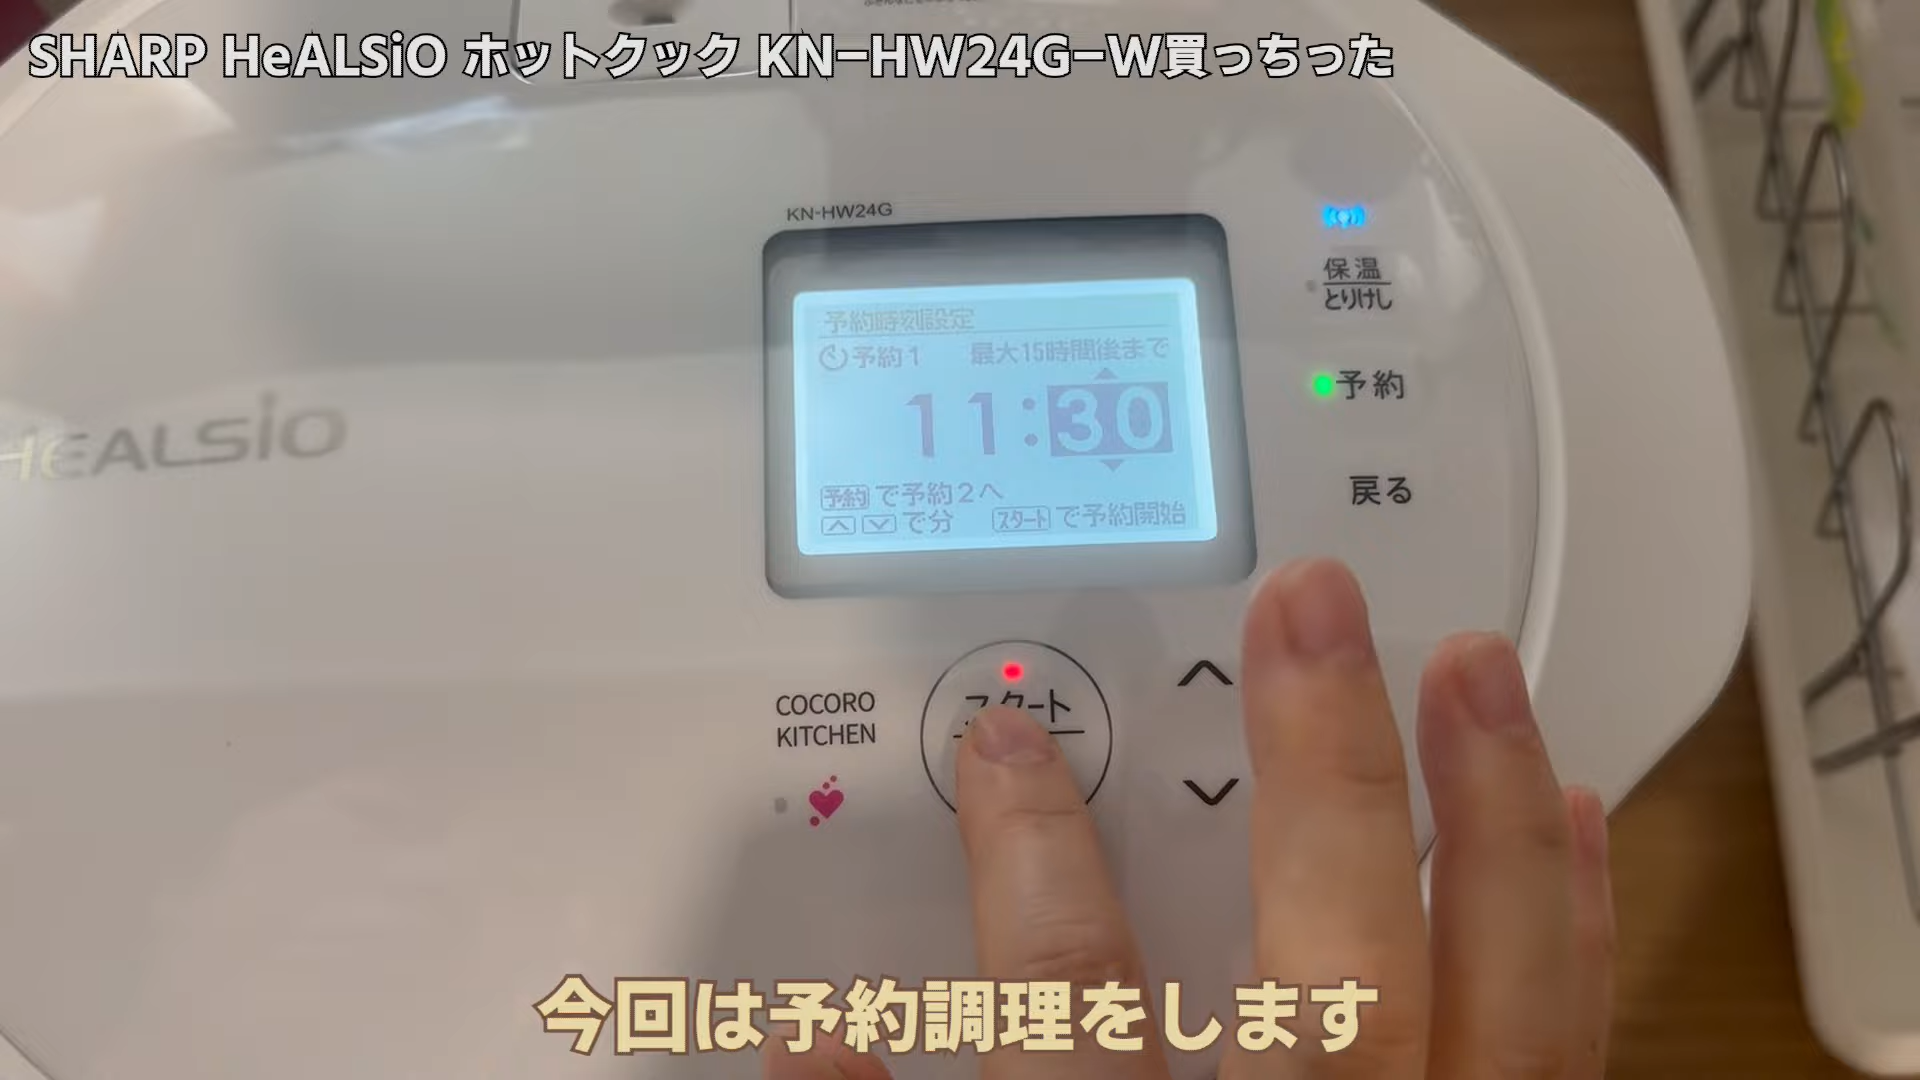 SHARP HeALSiO ホットクック KN-HW24G-W買っちった
KN-HW24G
保温
とりけし
予約時刻設定
予約1 最大15時間後まで
11:30
予約
予約 で予約2へ
で分 スタート で予約開始
戻る
HEALSiO
COCORO
KITCHEN
スタート
今回は予約調理をします